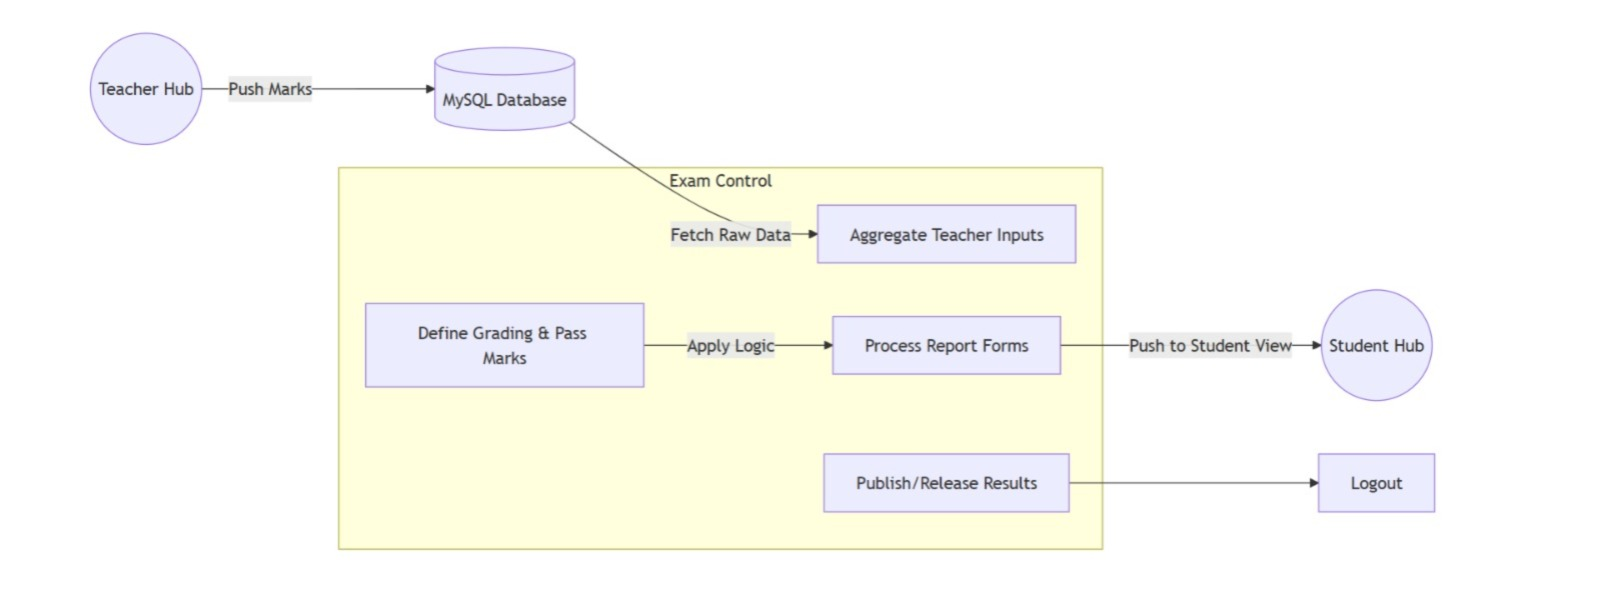 Teacher Hub
Push Marks
MySQL Database
Exam Control
Fetch Raw Data
Aggregate Teacher Inputs
Define Grading & Pass
Marks
Apply Logic
Process Report Forms
Push to Student View
Student Hub
Publish/Release Results
Logout